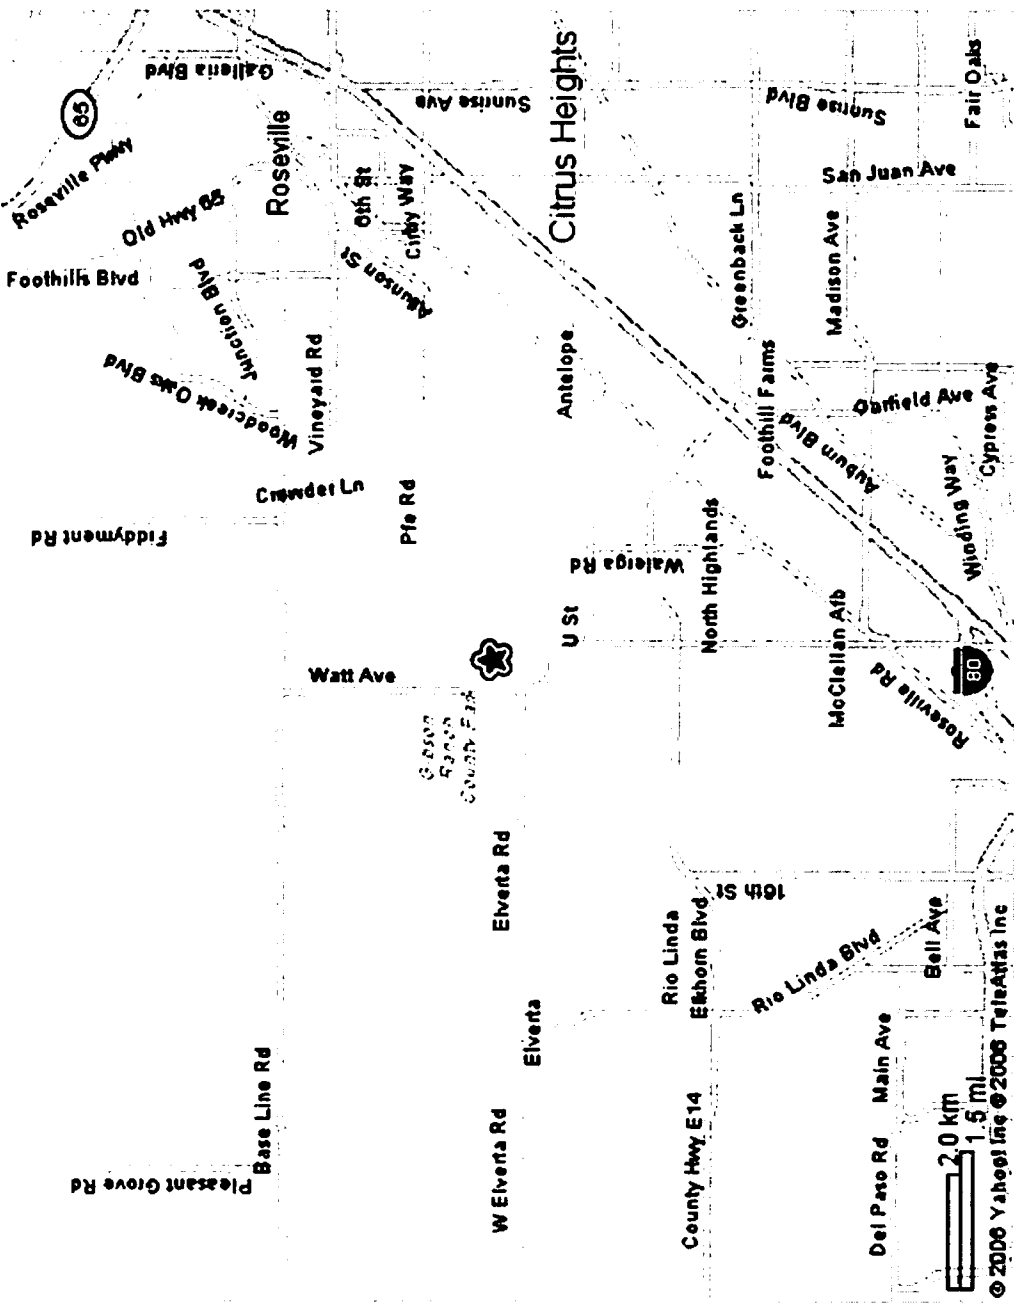 Pleasant Grove Rd
Fiddyment Rd
Foothills Blvd
Roseville Pkwy
65
Woodcreek Oaks Blvd
Old Hwy 65
Galleria Blvd
Junction Blvd
Base Line Rd
Crowder Ln
Roseville
Vineyard Rd
Watt Ave
6th St
Atkinson St
Cirby Way
Pfe Rd
Sunrise Ave
Gibson
Ranch
County Park
W Elverta Rd
Elverta Rd
Elverta
U St
Antelope
Citrus Heights
Walerga Rd
Rio Linda
Elkhorn Blvd
County Hwy E14
16th St
North Highlands
Greenback Ln
Foothill Farms
Rio Linda Blvd
McClellan Afb
Auburn Blvd
Madison Ave
San Juan Ave
Sunrise Blvd
Del Paso Rd
Main Ave
Roseville Rd
Garfield Ave
Bell Ave
Winding Way
Cypress Ave
Fair Oaks
80
2.0 km
1.5 mi
© 2006 Yahoo! Inc © 2006 TeleAtlas Inc